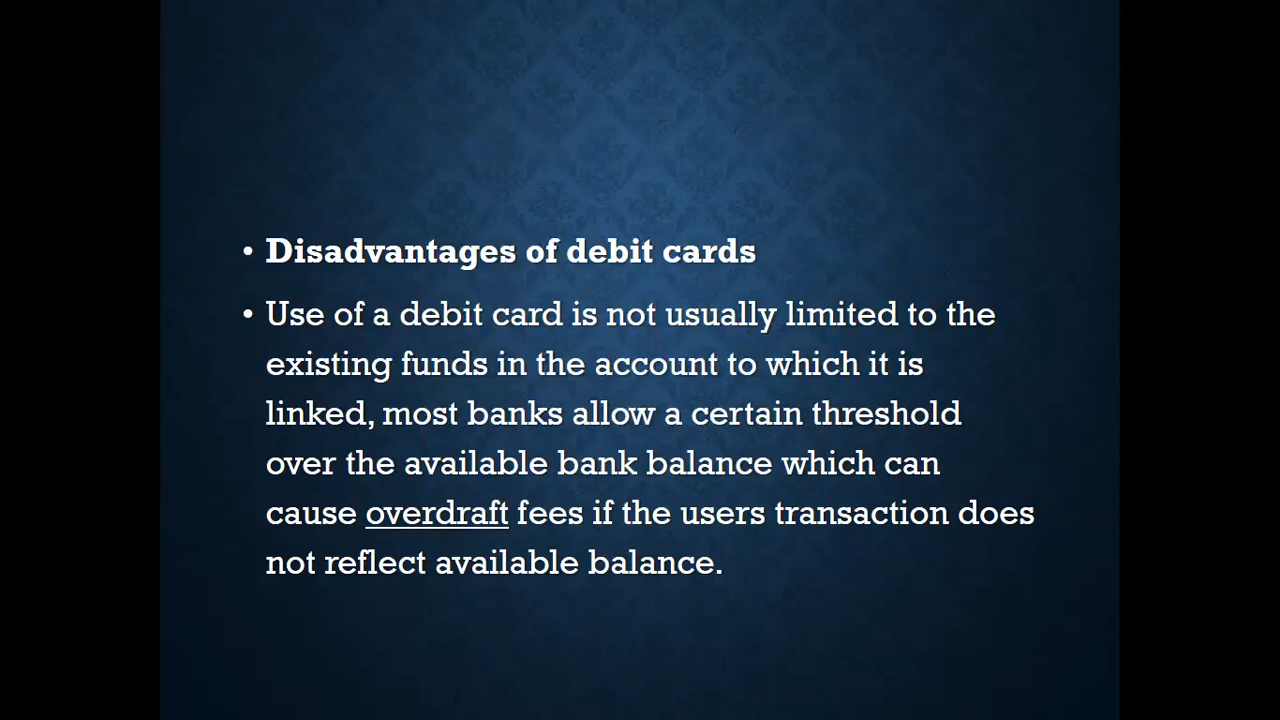 • Disadvantages of debit cards
• Use of a debit card is not usually limited to the
existing funds in the account to which it is
linked, most banks allow a certain threshold
over the available bank balance which can
cause overdraft fees if the users transaction does
not reflect available balance.